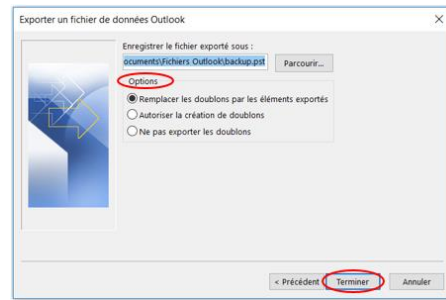 Exporter un fichier de données Outlook
Enregistrer le fichier exporté sous :
ocuments\Fichiers Outlook\backup.pst
Parcourir...
Options
Remplacer les doublons par les éléments exportés
Autoriser la création de doublons
Ne pas exporter les doublons
< Précédent
Terminer
Annuler